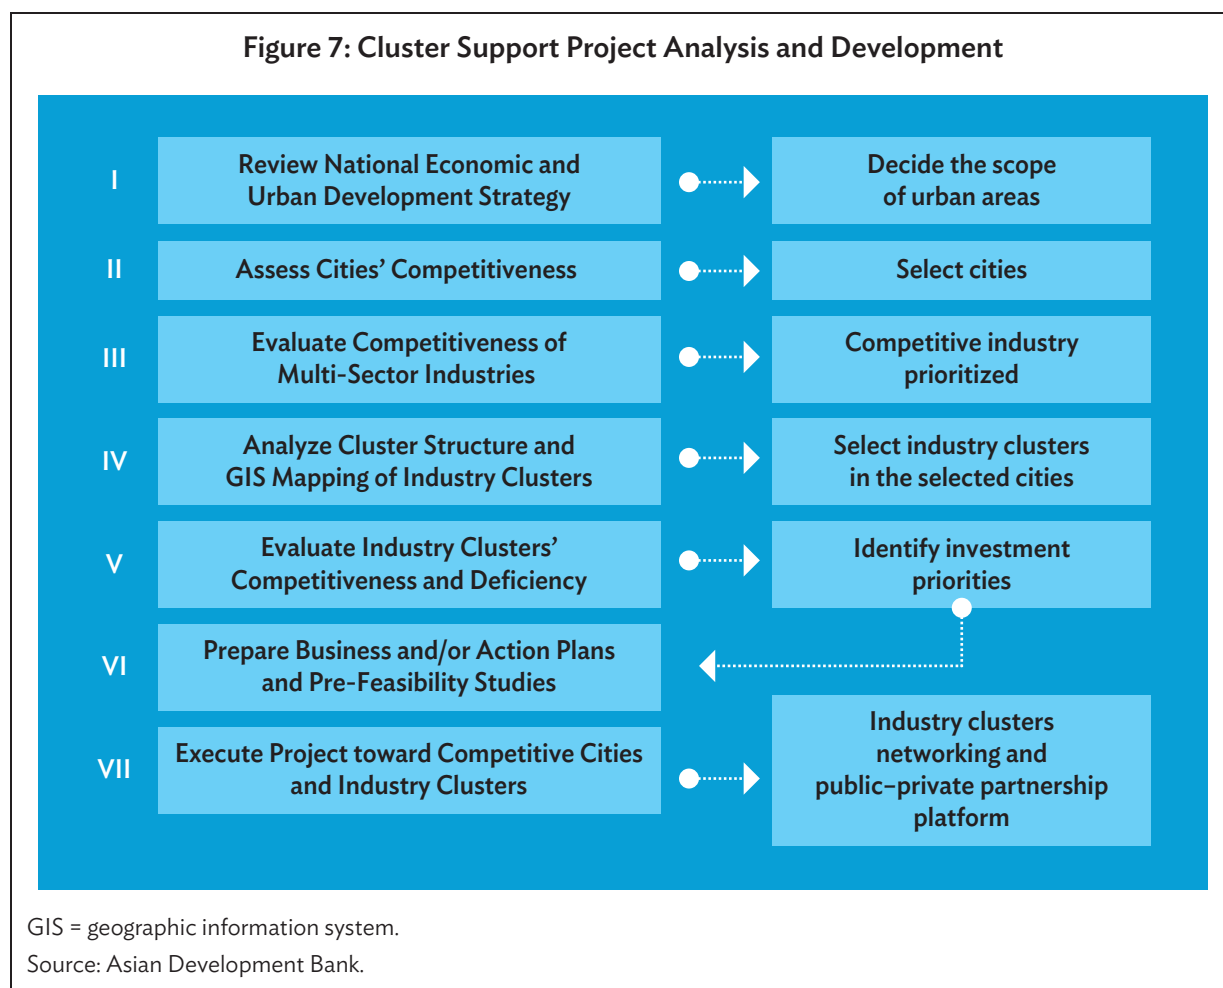 Figure 7: Cluster Support Project Analysis and Development
I
Review National Economic and
Urban Development Strategy
Decide the scope
of urban areas
II
Assess Cities’ Competitiveness
Select cities
III
Evaluate Competitiveness of
Multi-Sector Industries
Competitive industry
prioritized
IV
Analyze Cluster Structure and
GIS Mapping of Industry Clusters
Select industry clusters
in the selected cities
V
Evaluate Industry Clusters’
Competitiveness and Deficiency
Identify investment
priorities
VI
Prepare Business and/or Action Plans
and Pre-Feasibility Studies
VII
Execute Project toward Competitive Cities
and Industry Clusters
Industry clusters
networking and
public–private partnership
platform
GIS = geographic information system.
Source: Asian Development Bank.